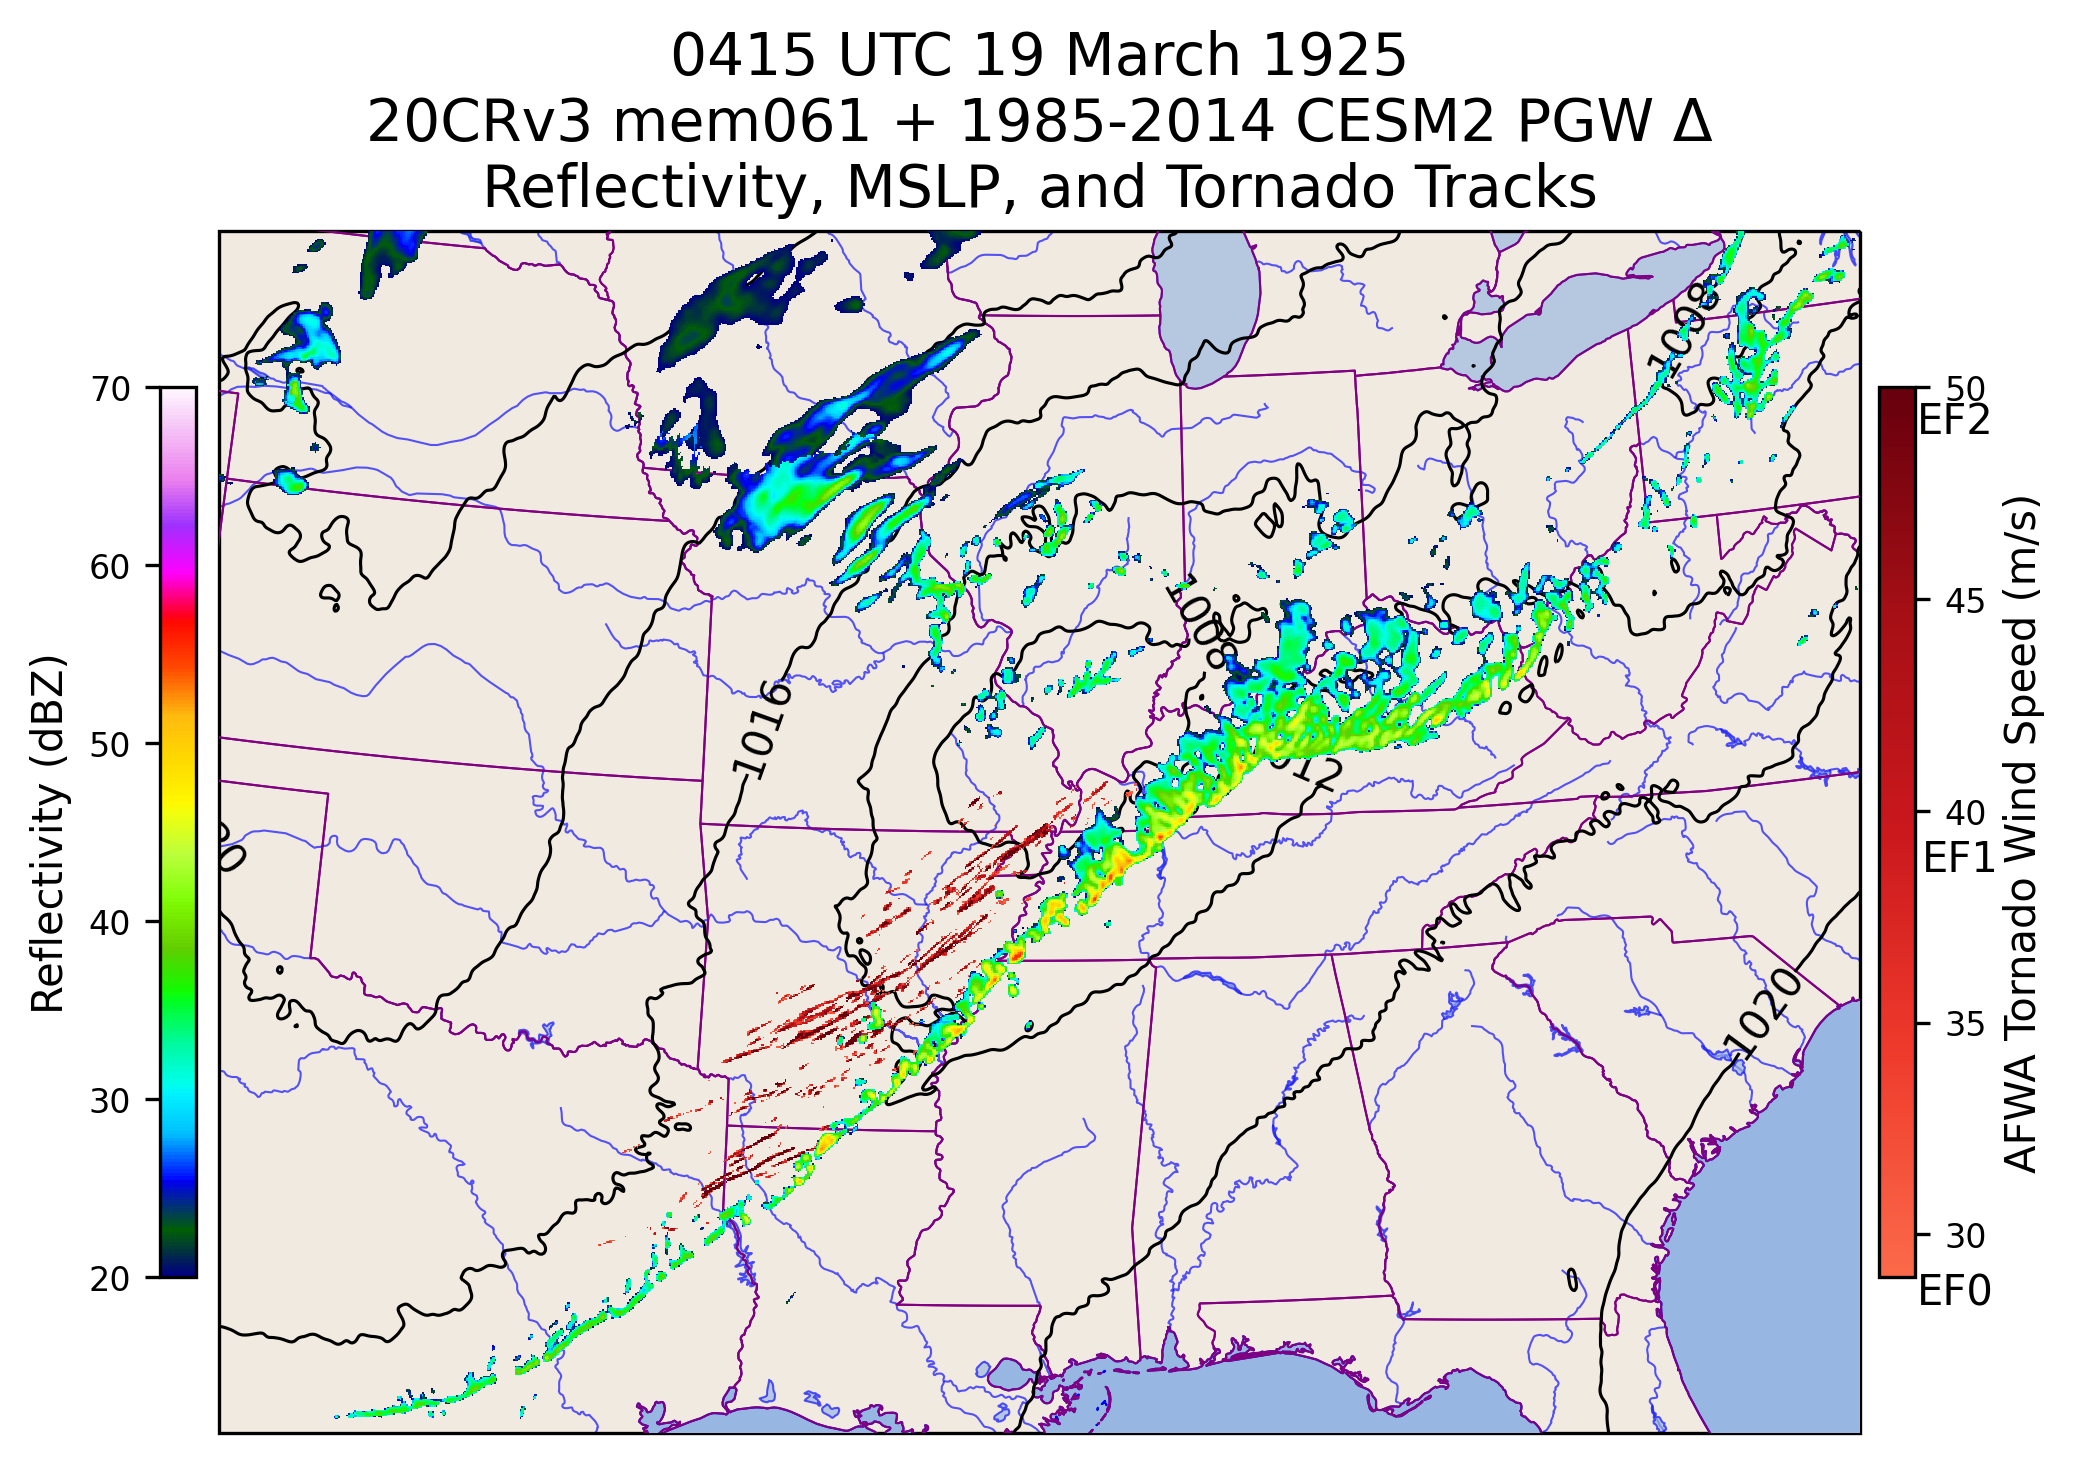 0415 UTC 19 March 1925
20CRv3 mem061 + 1985-2014 CESM2 PGW Δ
Reflectivity, MSLP, and Tornado Tracks
Reflectivity (dBZ)
70
60
50
40
30
20
1008
1008
1016
1020
50
EF2
45
40
EF1
35
30
EF0
AFWA Tornado Wind Speed (m/s)